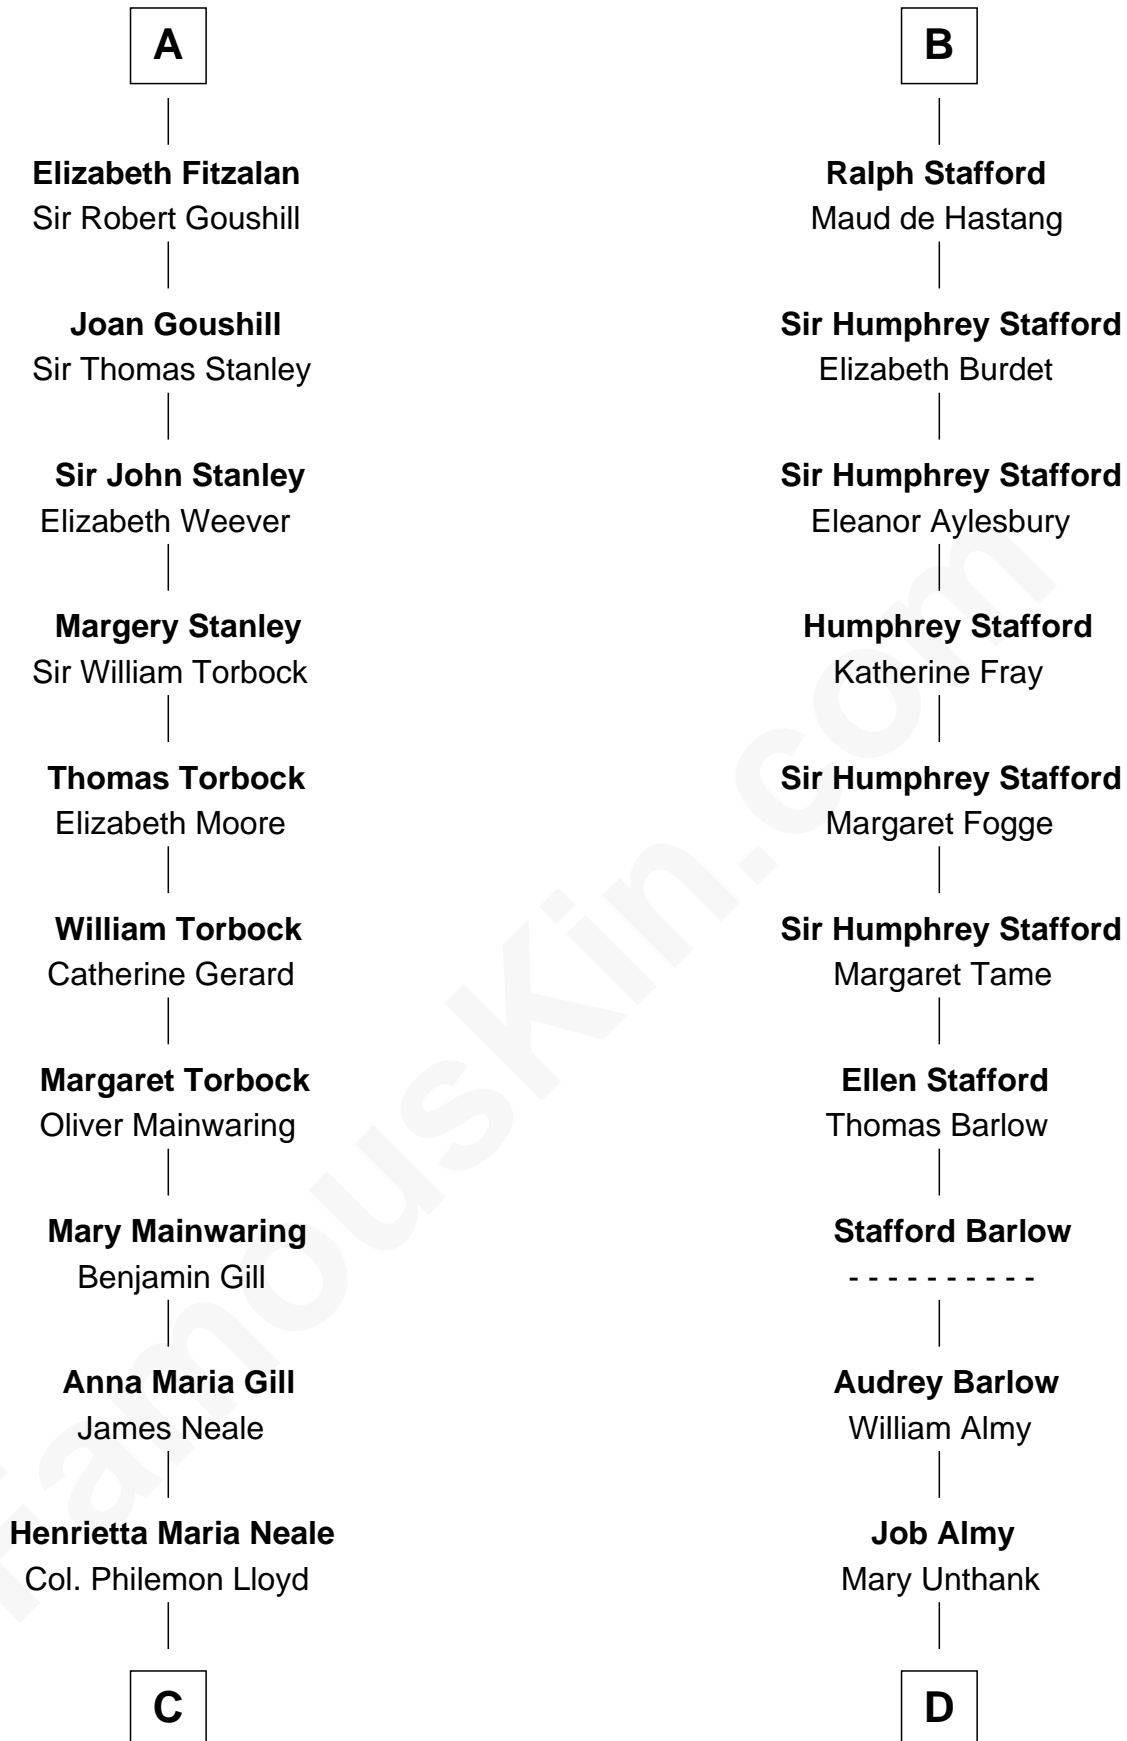 A
Elizabeth Fitzalan
Sir Robert Goushill
Joan Goushill
Sir Thomas Stanley
Sir John Stanley
Elizabeth Weever
Margery Stanley
Sir William Torbock
Thomas Torbock
Elizabeth Moore
William Torbock
Catherine Gerard
Margaret Torbock
Oliver Mainwaring
Mary Mainwaring
Benjamin Gill
Anna Maria Gill
James Neale
Henrietta Maria Neale
Col. Philemon Lloyd
C
B
Ralph Stafford
Maud de Hastang
Sir Humphrey Stafford
Elizabeth Burdet
Sir Humphrey Stafford
Eleanor Aylesbury
Humphrey Stafford
Katherine Fray
Sir Humphrey Stafford
Margaret Fogge
Sir Humphrey Stafford
Margaret Tame
Ellen Stafford
Thomas Barlow
Stafford Barlow
- - - - - - - - - -
Audrey Barlow
William Almy
Job Almy
Mary Unthank
D
FamousKin.com